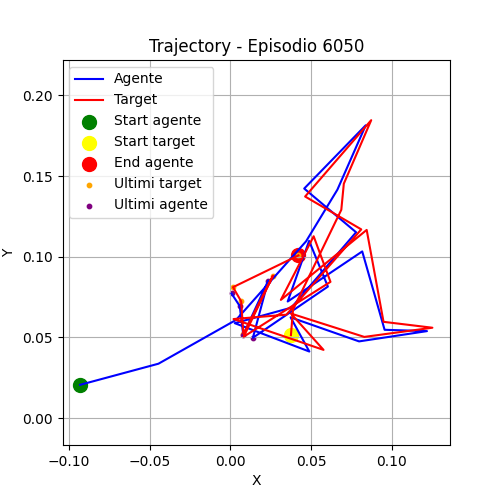 Trajectory - Episodio 6050
Agente
Target
Start agente
Start target
End agente
Ultimi target
Ultimi agente
0.20
0.15
0.10
0.05
0.00
Y
−0.10 −0.05 0.00 0.05 0.10
X